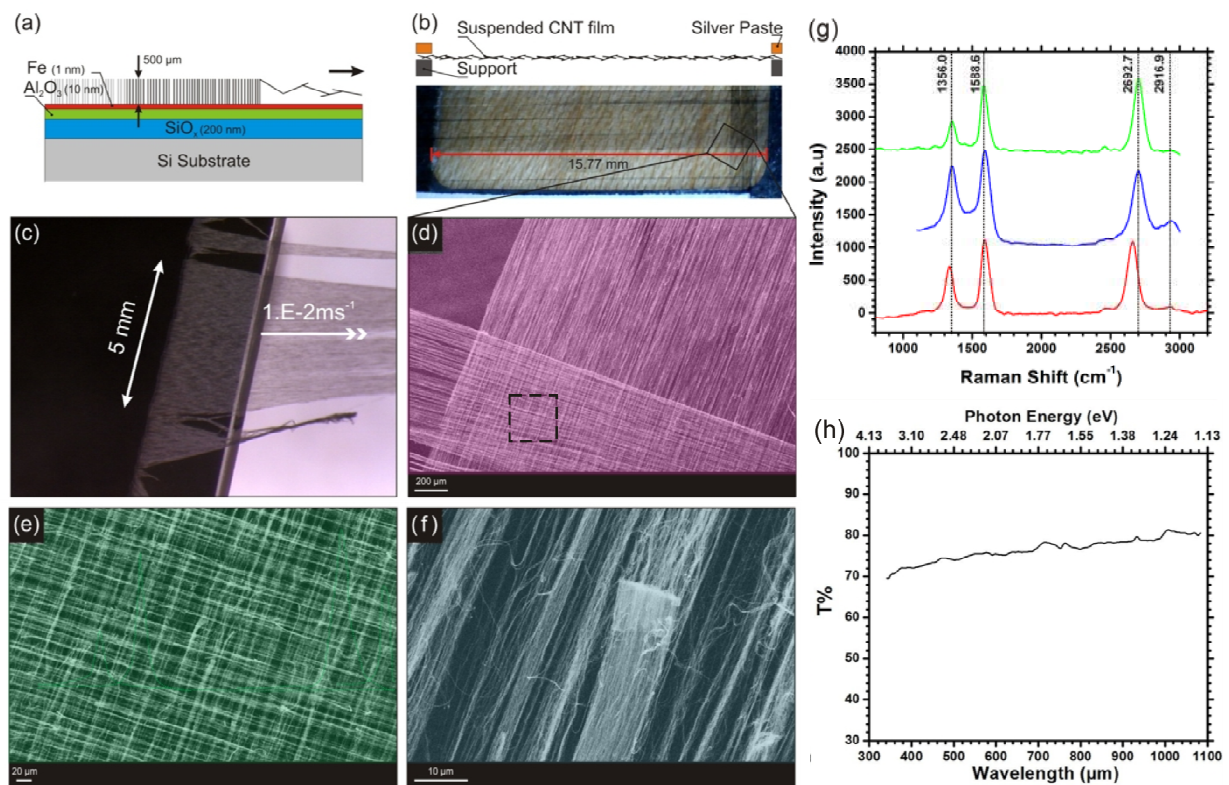 (a)
500 μm
Fe (1 nm)
Al₂O₃ (10 nm)
SiOₓ (200 nm)
Si Substrate
(b)
Suspended CNT film
Silver Paste
Support
15.77 mm
(c)
5 mm
1.E-2ms⁻¹
(d)
200 μm
(e)
20 μm
(f)
10 μm
(g)
4000
3500
3000
2500
2000
1500
1000
500
0
Intensity (a.u)
1356.0
1588.6
2692.7
2916.9
1000 1500 2000 2500 3000
Raman Shift (cm⁻¹)
(h)
Photon Energy (eV)
4.13 3.10 2.48 2.07 1.77 1.55 1.38 1.24 1.13
100
90
80
70
60
50
40
30
T%
300 400 500 600 700 800 900 1000 1100
Wavelength (μm)